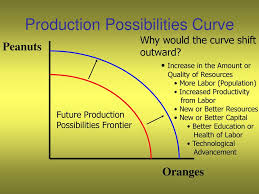 Production Possibilities Curve
Peanuts
Why would the curve shift
outward?
• Increase in the Amount or
Quality of Resources
• More Labor (Population)
• Increased Productivity
from Labor
• New or Better Resources
• New or Better Capital
• Better Education or
Health of Labor
• Technological
Advancement
Future Production
Possibilities Frontier
Oranges